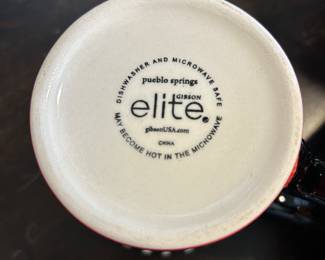 DISHWASHER AND MICROWAVE SAFE
pueblo springs
GIBSON
elite®
gibsonUSA.com
CHINA
MAY BECOME HOT IN THE MICROWAVE